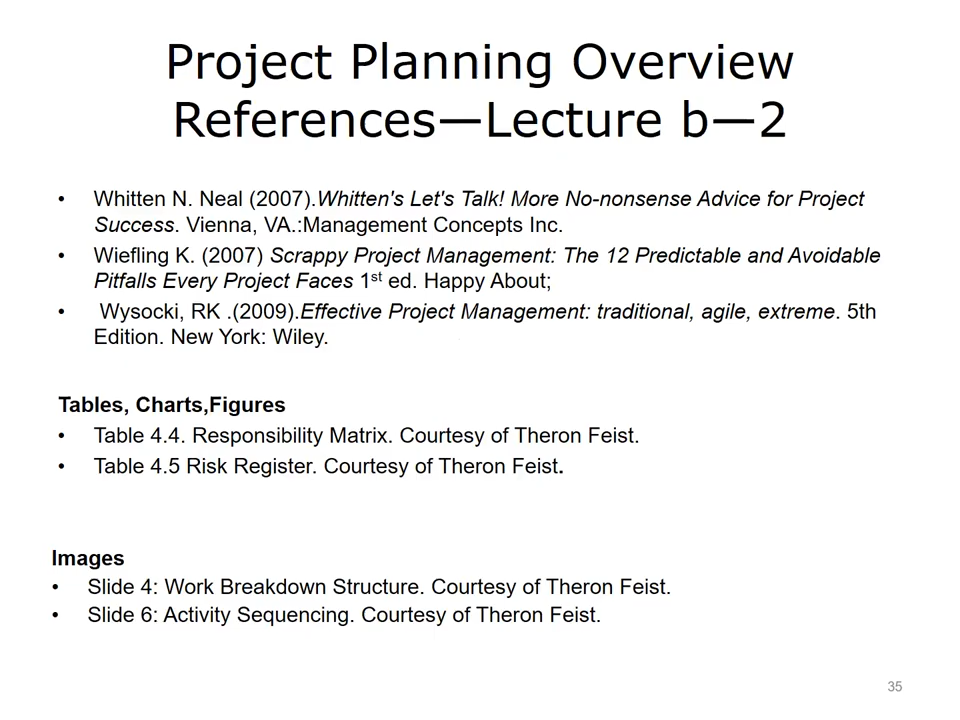 Project Planning Overview
References—Lecture b—2
• Whitten N. Neal (2007).Whitten's Let's Talk! More No-nonsense Advice for Project
Success. Vienna, VA.:Management Concepts Inc.
• Wiefling K. (2007) Scrappy Project Management: The 12 Predictable and Avoidable
Pitfalls Every Project Faces 1st ed. Happy About;
• Wysocki, RK .(2009).Effective Project Management: traditional, agile, extreme. 5th
Edition. New York: Wiley.
Tables, Charts,Figures
• Table 4.4. Responsibility Matrix. Courtesy of Theron Feist.
• Table 4.5 Risk Register. Courtesy of Theron Feist.
Images
• Slide 4: Work Breakdown Structure. Courtesy of Theron Feist.
• Slide 6: Activity Sequencing. Courtesy of Theron Feist.
35